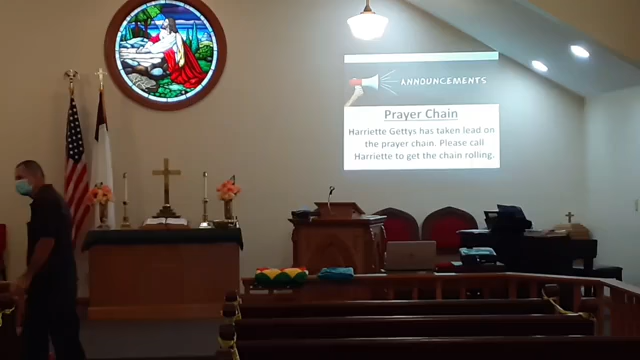 ANNOUNCEMENTS
Prayer Chain
Harriette Gettys has taken lead on
the prayer chain. Please call
Harriette to get the chain rolling.